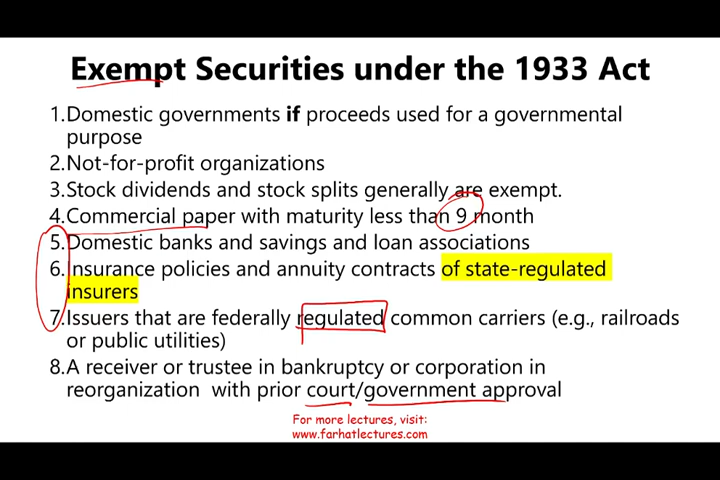 Exempt Securities under the 1933 Act
1.Domestic governments if proceeds used for a governmental
purpose
2.Not-for-profit organizations
3.Stock dividends and stock splits generally are exempt.
4.Commercial paper with maturity less than 9 month
5.Domestic banks and savings and loan associations
6.Insurance policies and annuity contracts of state-regulated
insurers
7.Issuers that are federally regulated common carriers (e.g., railroads
or public utilities)
8.A receiver or trustee in bankruptcy or corporation in
reorganization with prior court/government approval
For more lectures, visit:
www.farhatlectures.com